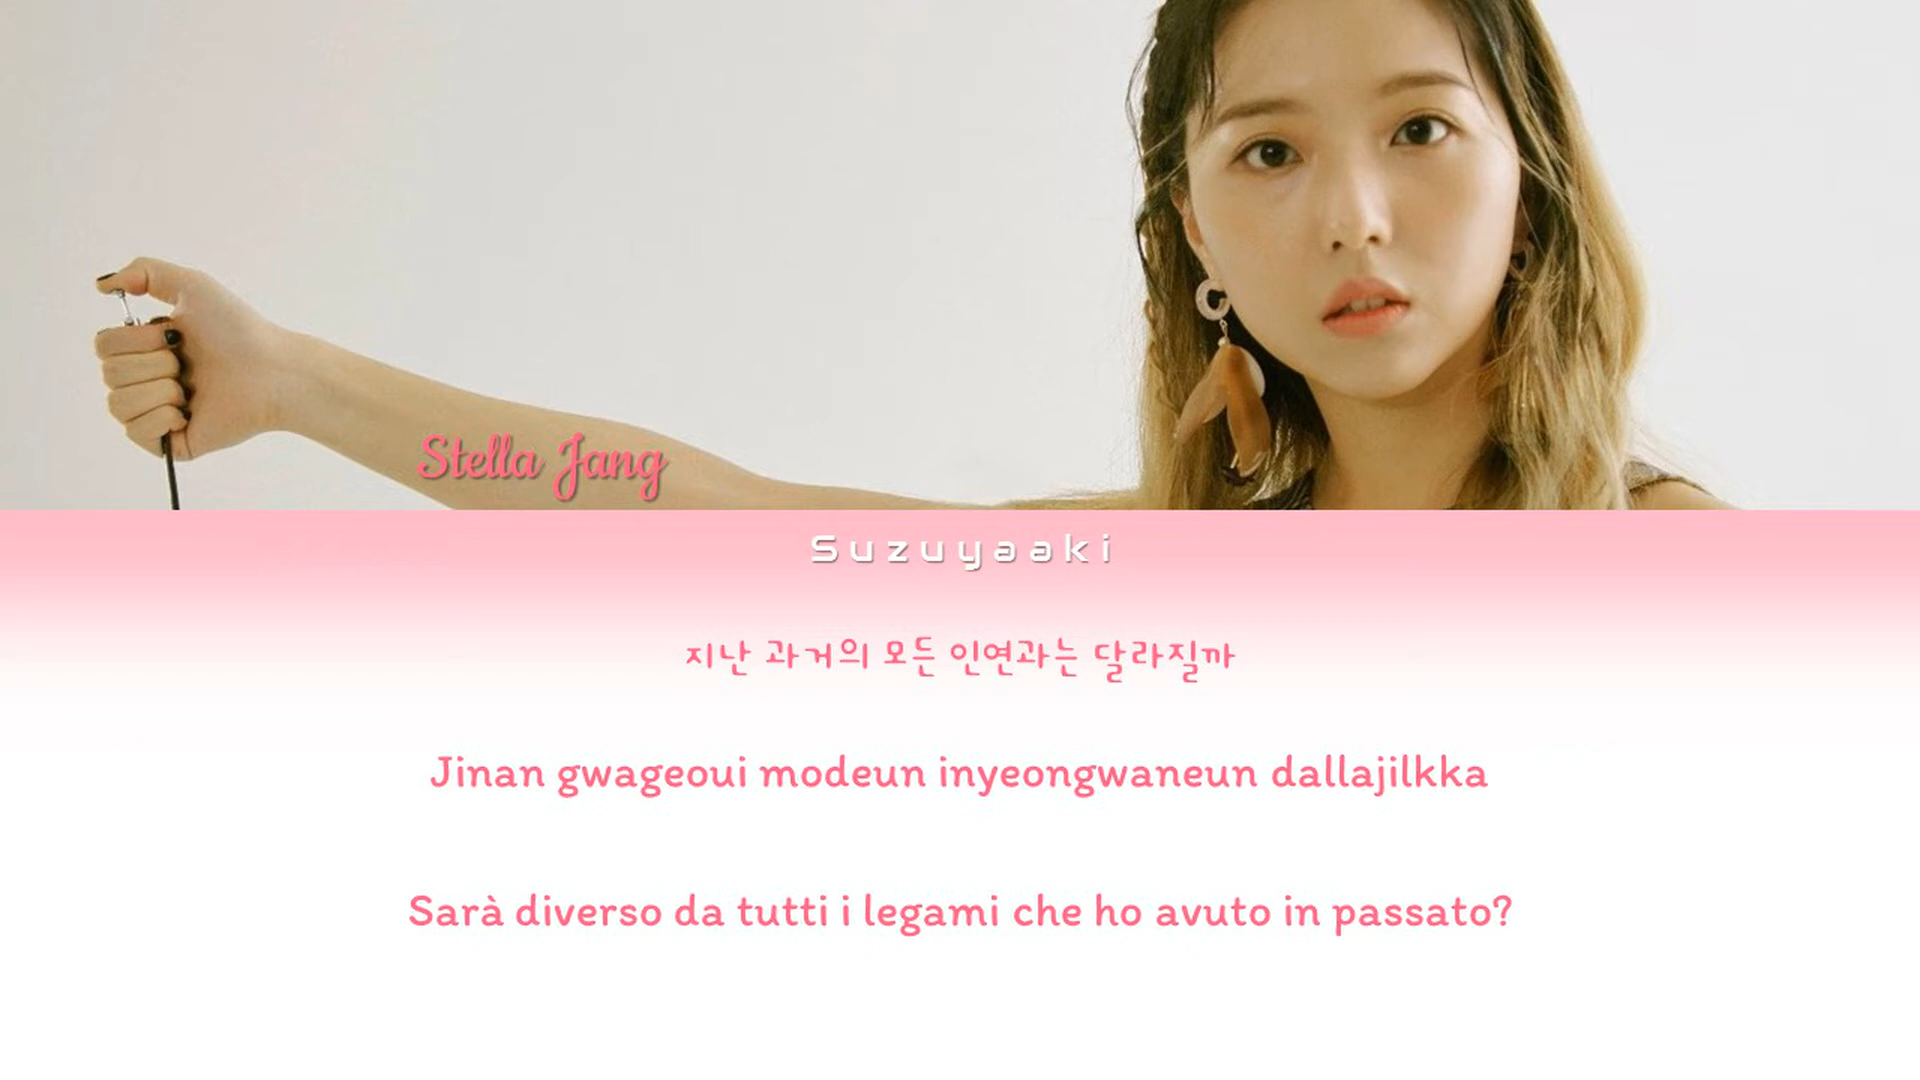 Stella Jang
Suzuyaaki
지난 과거의 모든 인연과는 달라질까
Jinan gwageoui modeun inyeongwaneun dallajilkka
Sarà diverso da tutti i legami che ho avuto in passato?